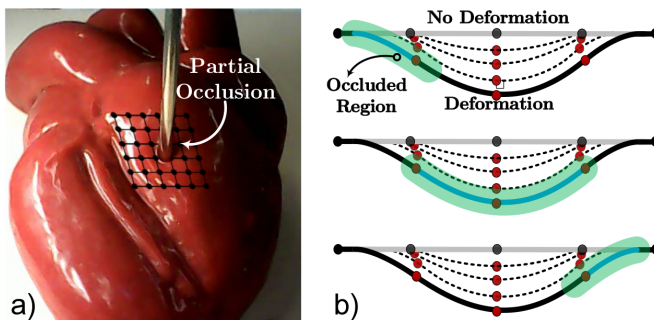 Partial
Occlusion
a)
No Deformation
Occluded
Region
Deformation
b)